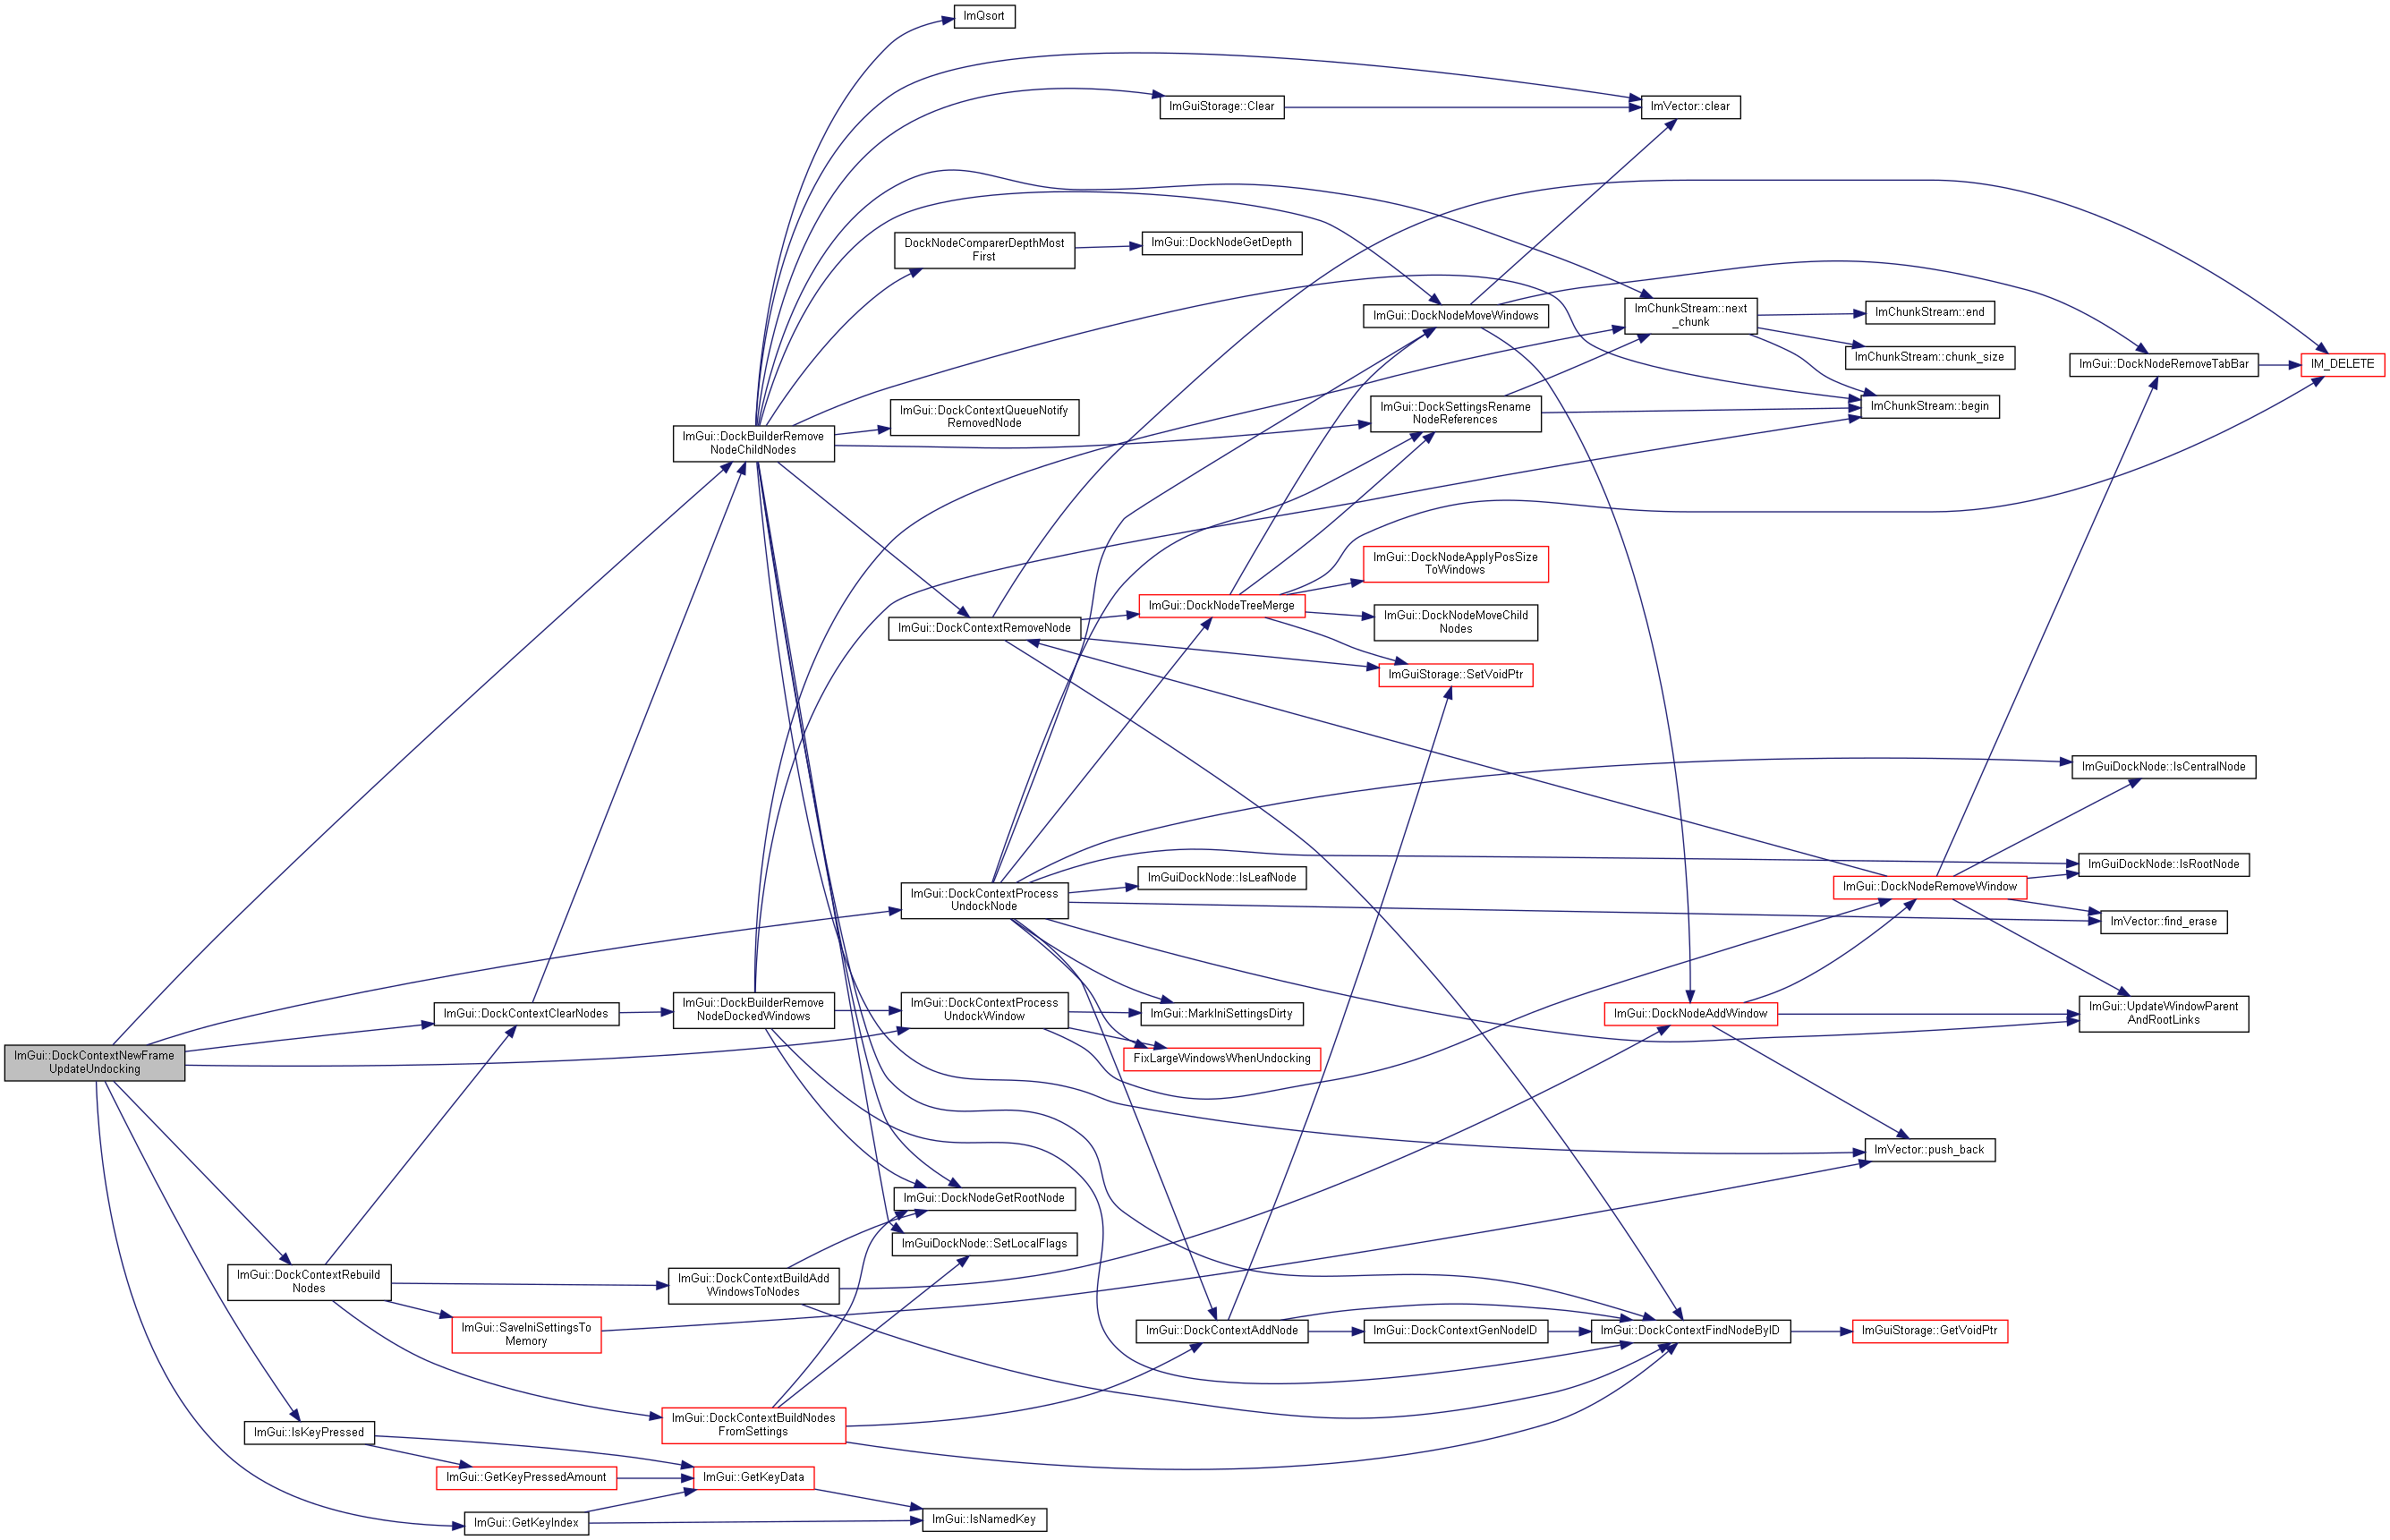 ImQsort
ImGuiStorage::Clear
ImVector::clear
DockNodeComparerDepthMost
First
ImGui::DockNodeGetDepth
ImGui::DockNodeMoveWindows
ImChunkStream::next
_chunk
ImChunkStream::end
ImChunkStream::chunk_size
ImGui::DockNodeRemoveTabBar
IM_DELETE
ImGui::DockContextQueueNotify
RemovedNode
ImGui::DockSettingsRename
NodeReferences
ImChunkStream::begin
ImGui::DockBuilderRemove
NodeChildNodes
ImGui::DockNodeApplyPosSize
ToWindows
ImGui::DockContextRemoveNode
ImGui::DockNodeTreeMerge
ImGui::DockNodeMoveChild
Nodes
ImGuiStorage::SetVoidPtr
ImGuiDockNode::IsCentralNode
ImGui::DockContextProcess
UndockNode
ImGuiDockNode::IsLeafNode
ImGui::DockNodeRemoveWindow
ImGuiDockNode::IsRootNode
ImVector::find_erase
ImGui::DockContextClearNodes
ImGui::DockBuilderRemove
NodeDockedWindows
ImGui::DockContextProcess
UndockWindow
ImGui::MarkIniSettingsDirty
ImGui::DockNodeAddWindow
ImGui::UpdateWindowParent
AndRootLinks
ImGui::DockContextNewFrame
UpdateUndocking
FixLargeWindowsWhenUndocking
ImVector::push_back
ImGui::DockNodeGetRootNode
ImGuiDockNode::SetLocalFlags
ImGui::DockContextRebuild
Nodes
ImGui::DockContextBuildAdd
WindowsToNodes
ImGui::SaveIniSettingsTo
Memory
ImGui::DockContextAddNode
ImGui::DockContextGenNodeID
ImGui::DockContextFindNodeByID
ImGuiStorage::GetVoidPtr
ImGui::DockContextBuildNodes
FromSettings
ImGui::IsKeyPressed
ImGui::GetKeyPressedAmount
ImGui::GetKeyData
ImGui::GetKeyIndex
ImGui::IsNamedKey